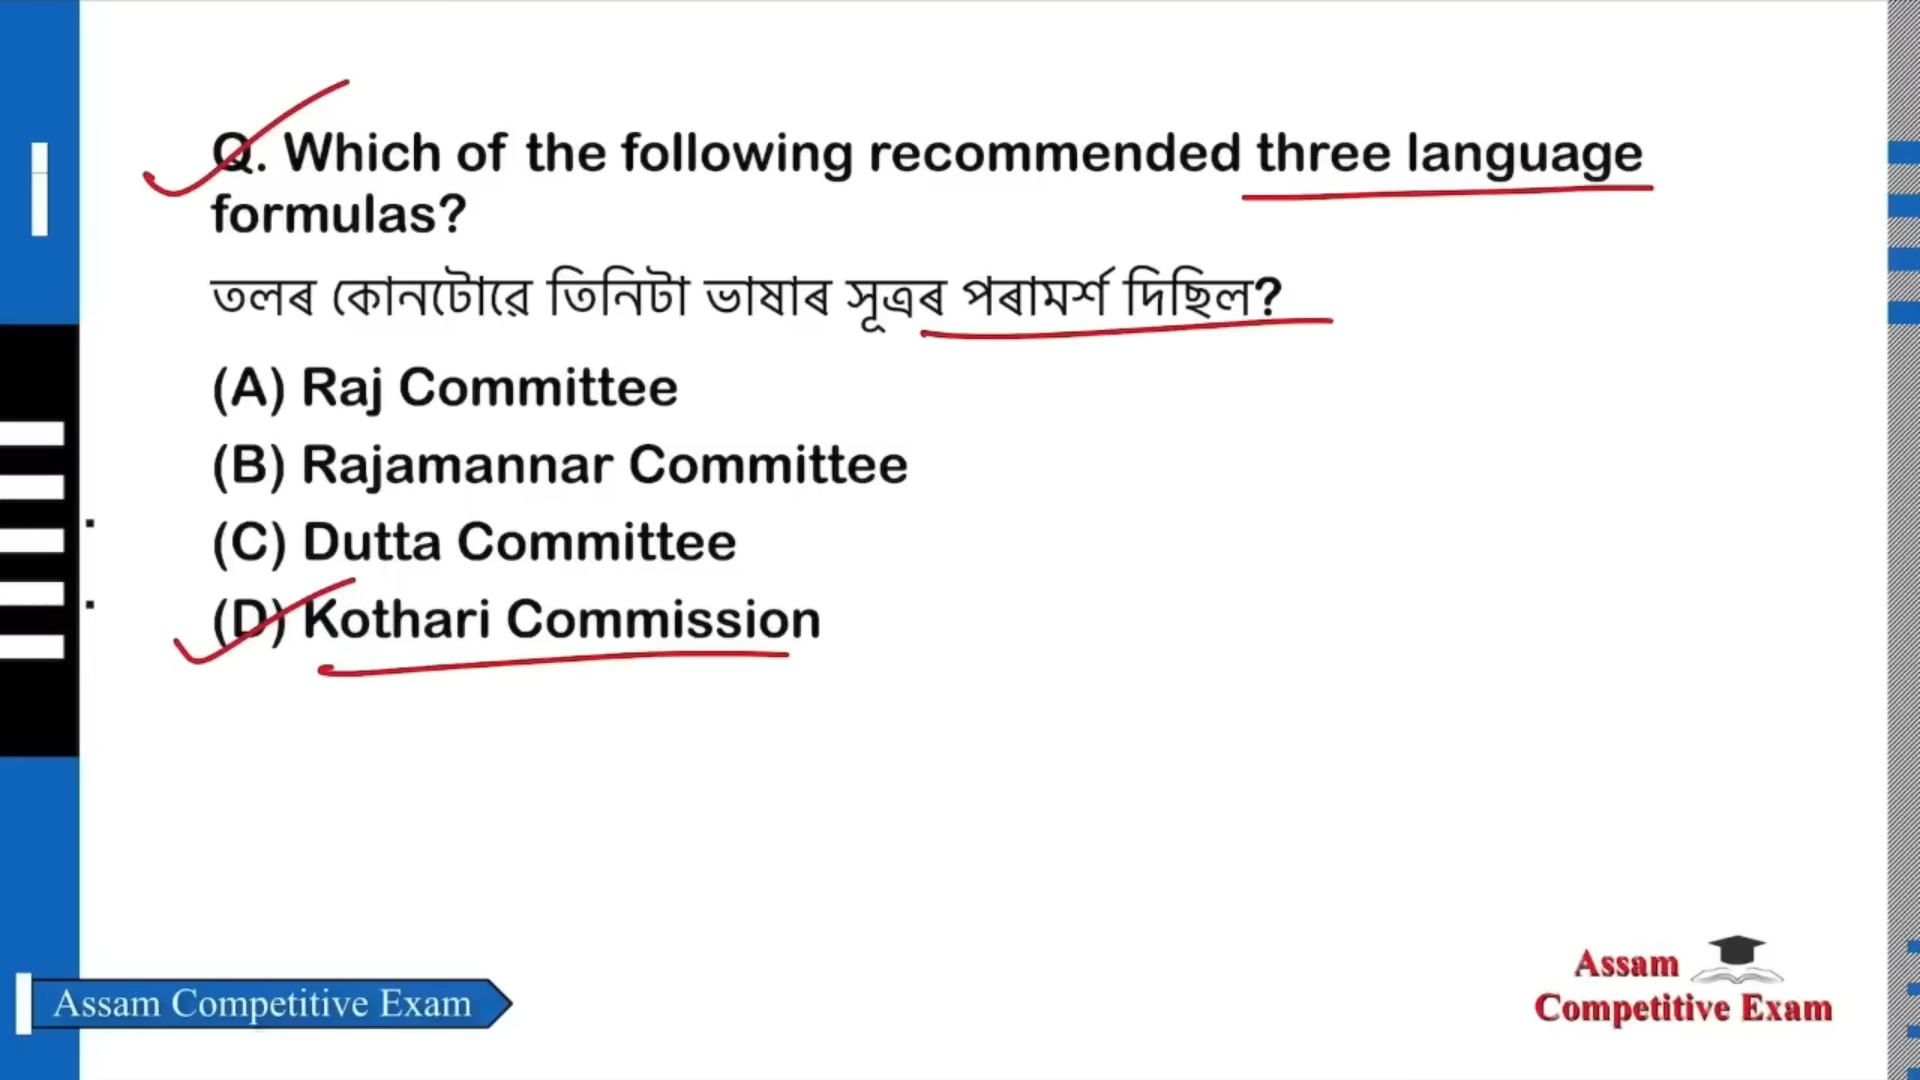 Q. Which of the following recommended three language
formulas?
তলৰ কোনটোৱে তিনিটা ভাষাৰ সূত্ৰৰ পৰামৰ্শ দিছিল?
(A) Raj Committee
(B) Rajamannar Committee
(C) Dutta Committee
(D) Kothari Commission
Assam Competitive Exam
Assam
Competitive Exam